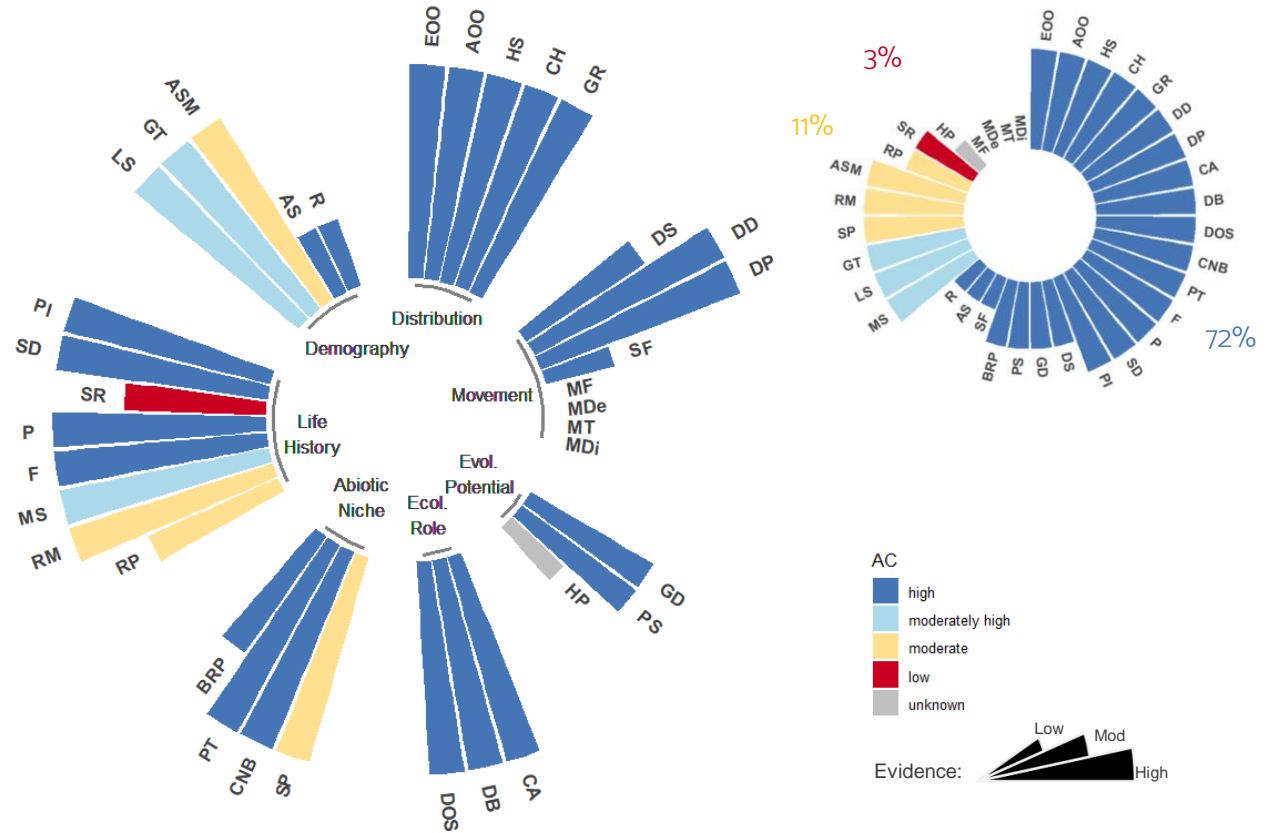 EOO
AOO
HS
CH
GR
DS
DD
DP
SF
MF
MDe
MT
MDi
GD
PS
HP
CA
DB
DOS
SP
CNB
PT
BRP
RP
RM
MS
F
P
SR
SD
PI
LS
GT
ASM
AS
R
Distribution
Demography
Movement
Life
History
Evol.
Potential
Abiotic
Niche
Ecol.
Role
3%
11%
72%
EOO
AOO
HS
CH
GR
DD
DP
CA
DB
DOS
CNB
PT
F
P
SD
PI
DS
GD
PS
BRP
SF
AS
R
MS
LS
GT
SP
RM
ASM
RP
SR
HP
MF
MDe
MT
MDi
AC
high
moderately high
moderate
low
unknown
Evidence:
Low
Mod
High